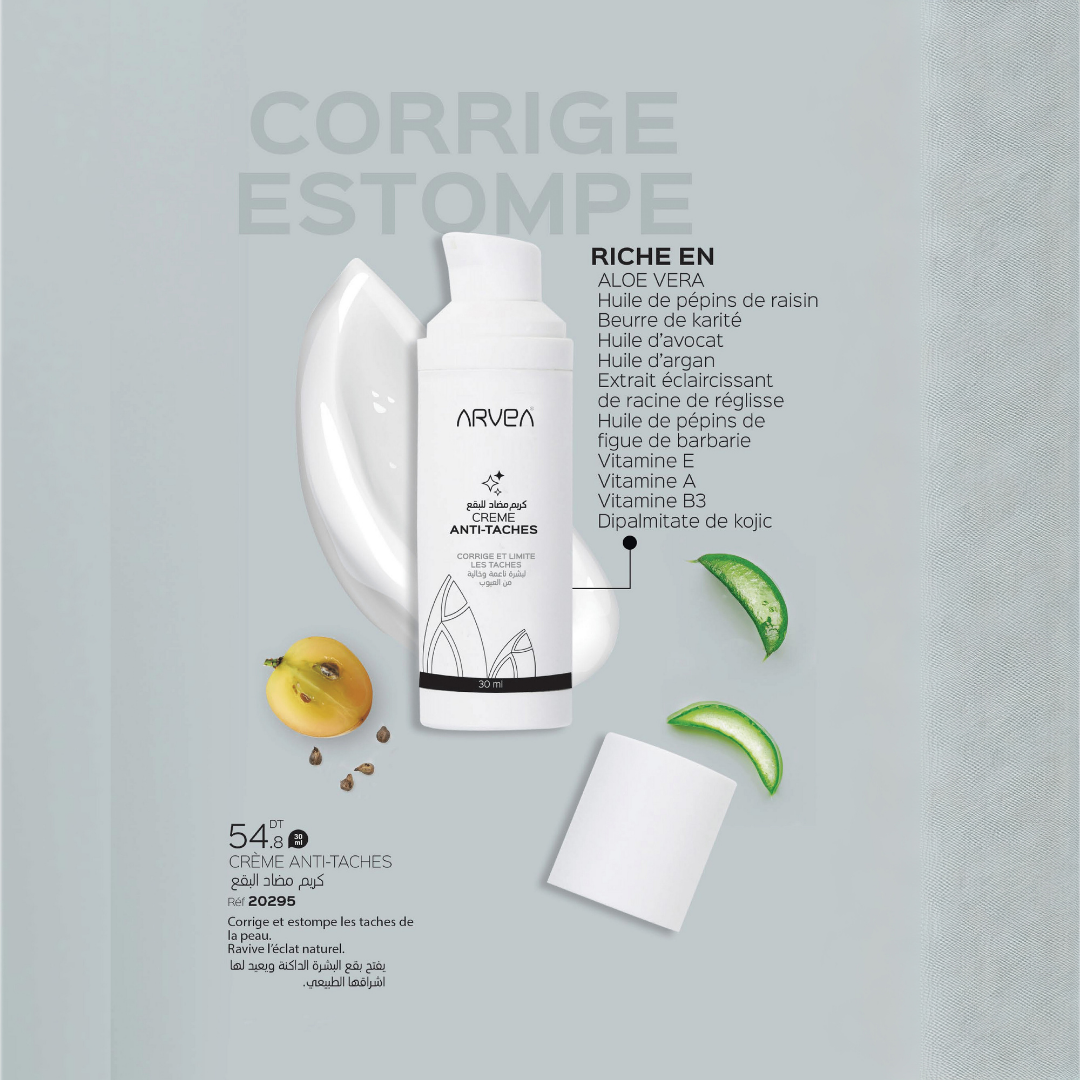 CORRIGE
ESTOMPE
RICHE EN
ALOE VERA
Huile de pépins de raisin
Beurre de karité
Huile d'avocat
Huile d'argan
Extrait éclaircissant
de racine de réglisse
Huile de pépins de
figue de barbarie
Vitamine E
Vitamine A
Vitamine B3
Dipalmitate de kojic
ARVEA
كريم مضاد للبقع
CREME
ANTI-TACHES
CORRIGE ET LIMITE
LES TACHES
لبشرة ناعمة وخالية
من العيوب
30 ml
54.8 DT 30 ml
CRÈME ANTI-TACHES
كريم مضاد البقع
Réf 20295
Corrige et estompe les taches de
la peau.
Ravive l'éclat naturel.
يفتح بقع البشرة الداكنة ويعيد لها
اشراقها الطبيعي.